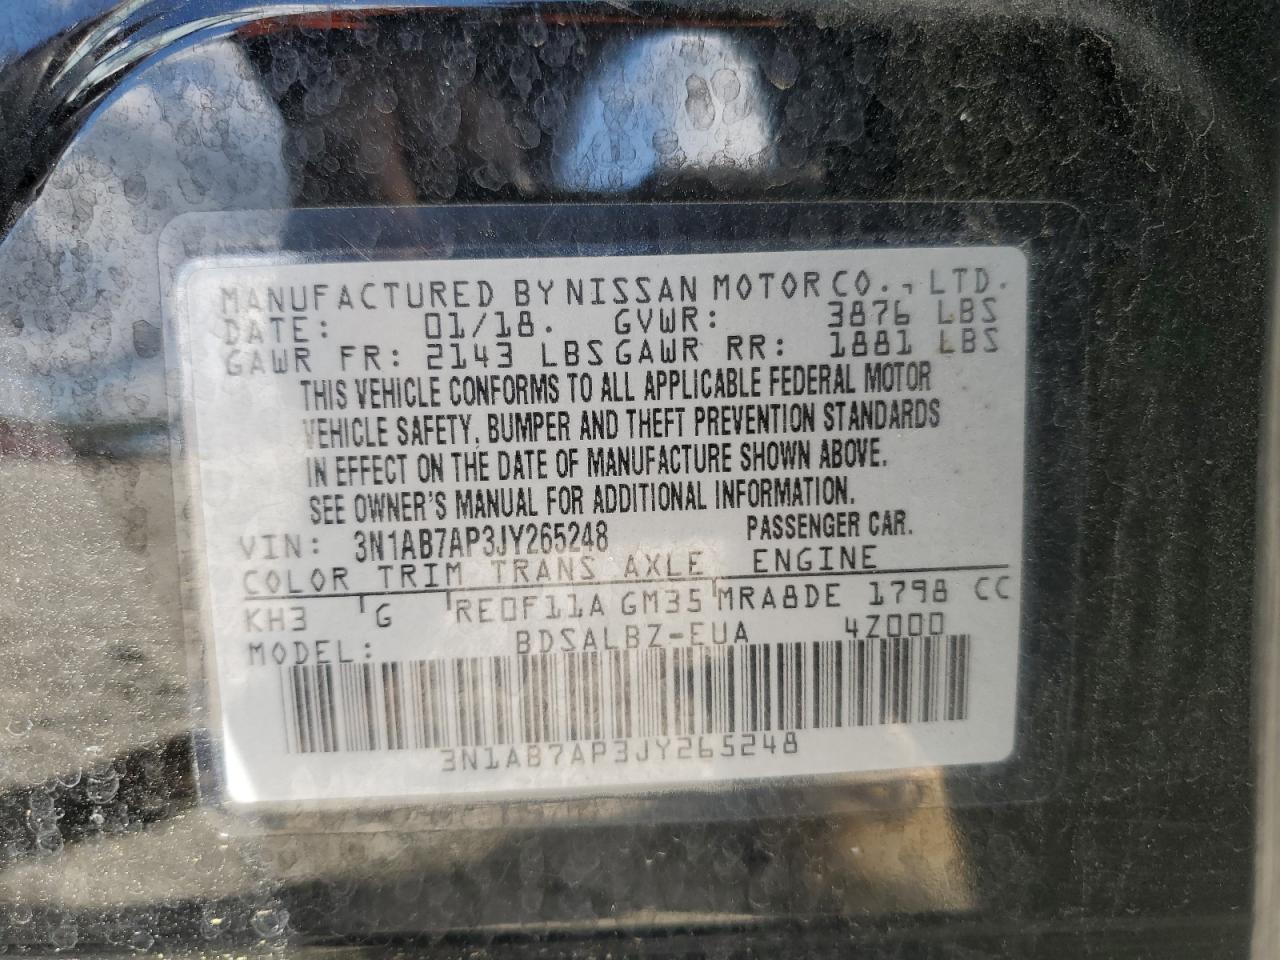 MANUFACTURED BY NISSAN MOTOR CO., LTD.
DATE: 01/18. GVWR: 3876 LBS
GAWR FR: 2143 LBS GAWR RR: 1881 LBS
THIS VEHICLE CONFORMS TO ALL APPLICABLE FEDERAL MOTOR
VEHICLE SAFETY, BUMPER AND THEFT PREVENTION STANDARDS
IN EFFECT ON THE DATE OF MANUFACTURE SHOWN ABOVE.
SEE OWNER'S MANUAL FOR ADDITIONAL INFORMATION.
VIN: 3N1AB7AP3JY265248 PASSENGER CAR.
COLOR TRIM TRANS AXLE ENGINE
KH3 G RE0F11A GM35 MRA8DE 1798 CC
MODEL: BDSALBZ-EUA 4Z000
3N1AB7AP3JY265248